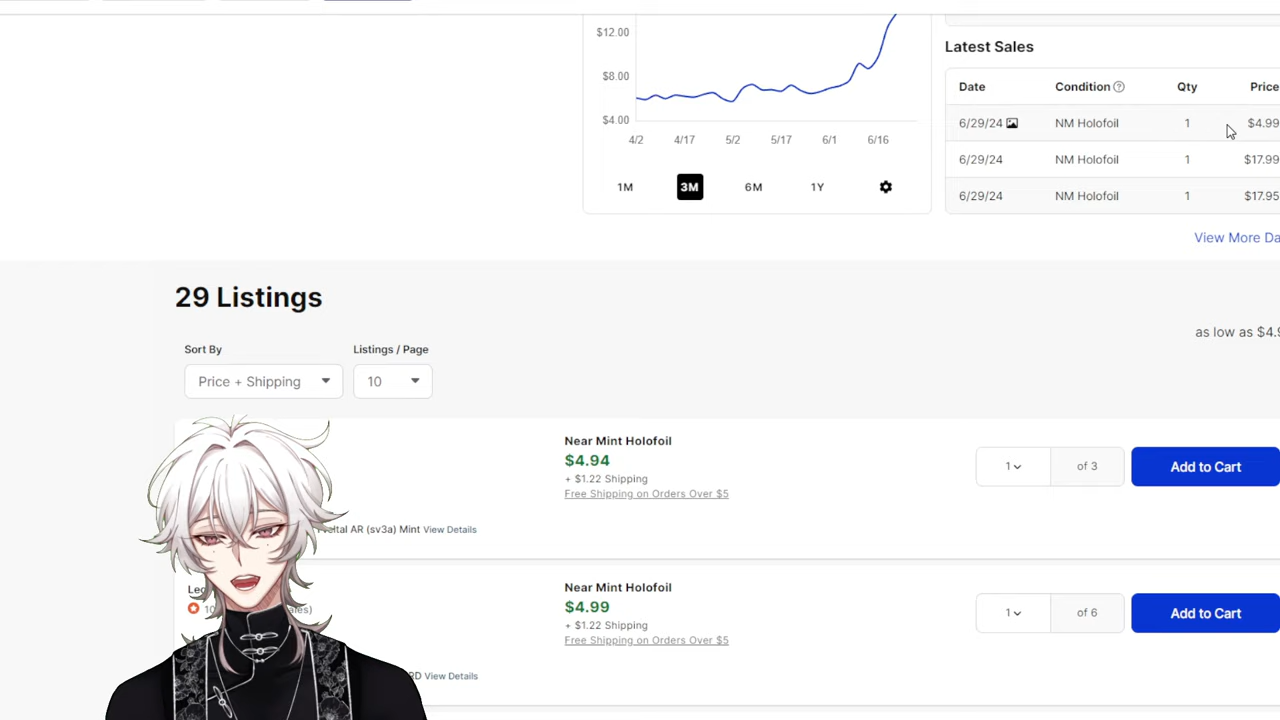 $12.00
$8.00
$4.00
4/2 4/17 5/2 5/17 6/1 6/16
1M 3M 6M 1Y
Latest Sales
Date Condition Qty Price
6/29/24 NM Holofoil 1 $4.99
6/29/24 NM Holofoil 1 $17.99
6/29/24 NM Holofoil 1 $17.95
View More Da
29 Listings
as low as $4.9
Sort By Listings / Page
Price + Shipping 10
Near Mint Holofoil
$4.94
+ $1.22 Shipping
Free Shipping on Orders Over $5
1 of 3 Add to Cart
AR (sv3a) Mint View Details
Near Mint Holofoil
$4.99
+ $1.22 Shipping
Free Shipping on Orders Over $5
1 of 6 Add to Cart
View Details